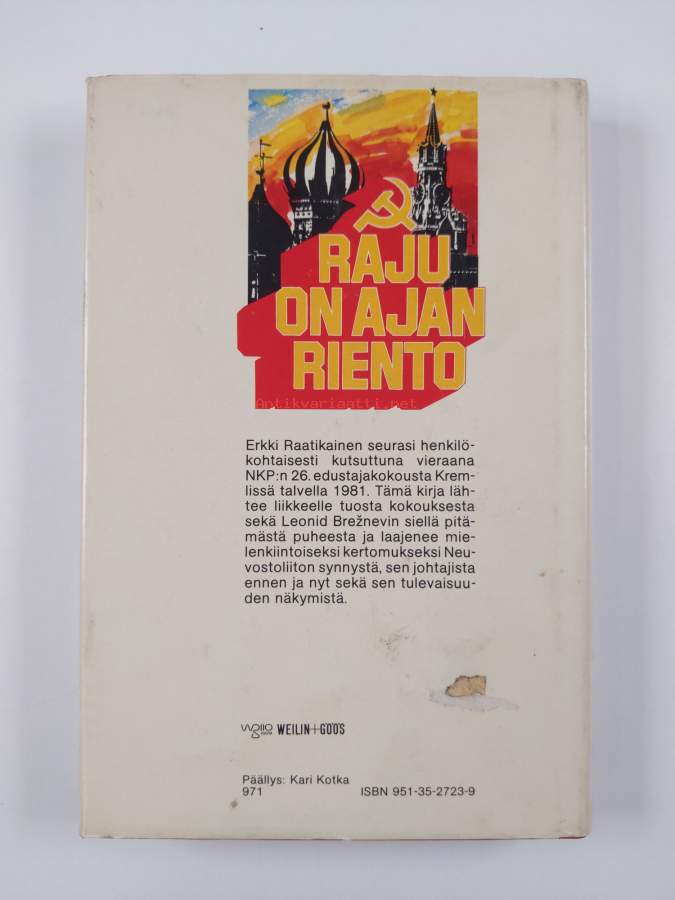 RAJU
ON AJAN
RIENTO
Antikvariaatti.net
Erkki Raatikainen seurasi henkilö-
kohtaisesti kutsuttuna vieraana
NKP:n 26. edustajakokousta Krem-
lissä talvella 1981. Tämä kirja läh-
tee liikkeelle tuosta kokouksesta
sekä Leonid Brežnevin siellä pitä-
mästä puheesta ja laajenee mie-
lenkiintoiseksi kertomukseksi Neu-
vostoliiton synnystä, sen johtajista
ennen ja nyt sekä sen tulevaisuu-
den näkymistä.
WEILIN+GÖÖS
Päällys: Kari Kotka
971 ISBN 951-35-2723-9